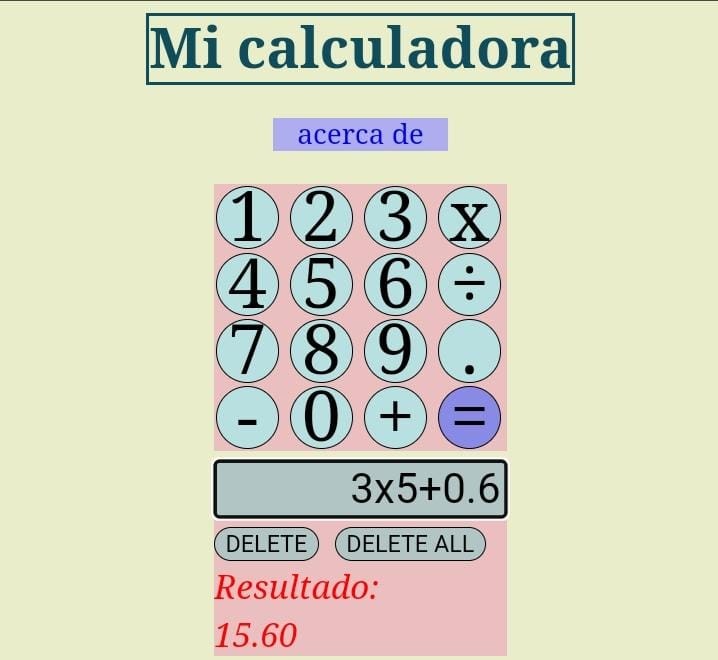 Mi calculadora
acerca de
1 2 3 x
4 5 6 ÷
7 8 9 .
- 0 + =
3x5+0.6
DELETE DELETE ALL
Resultado:
15.60